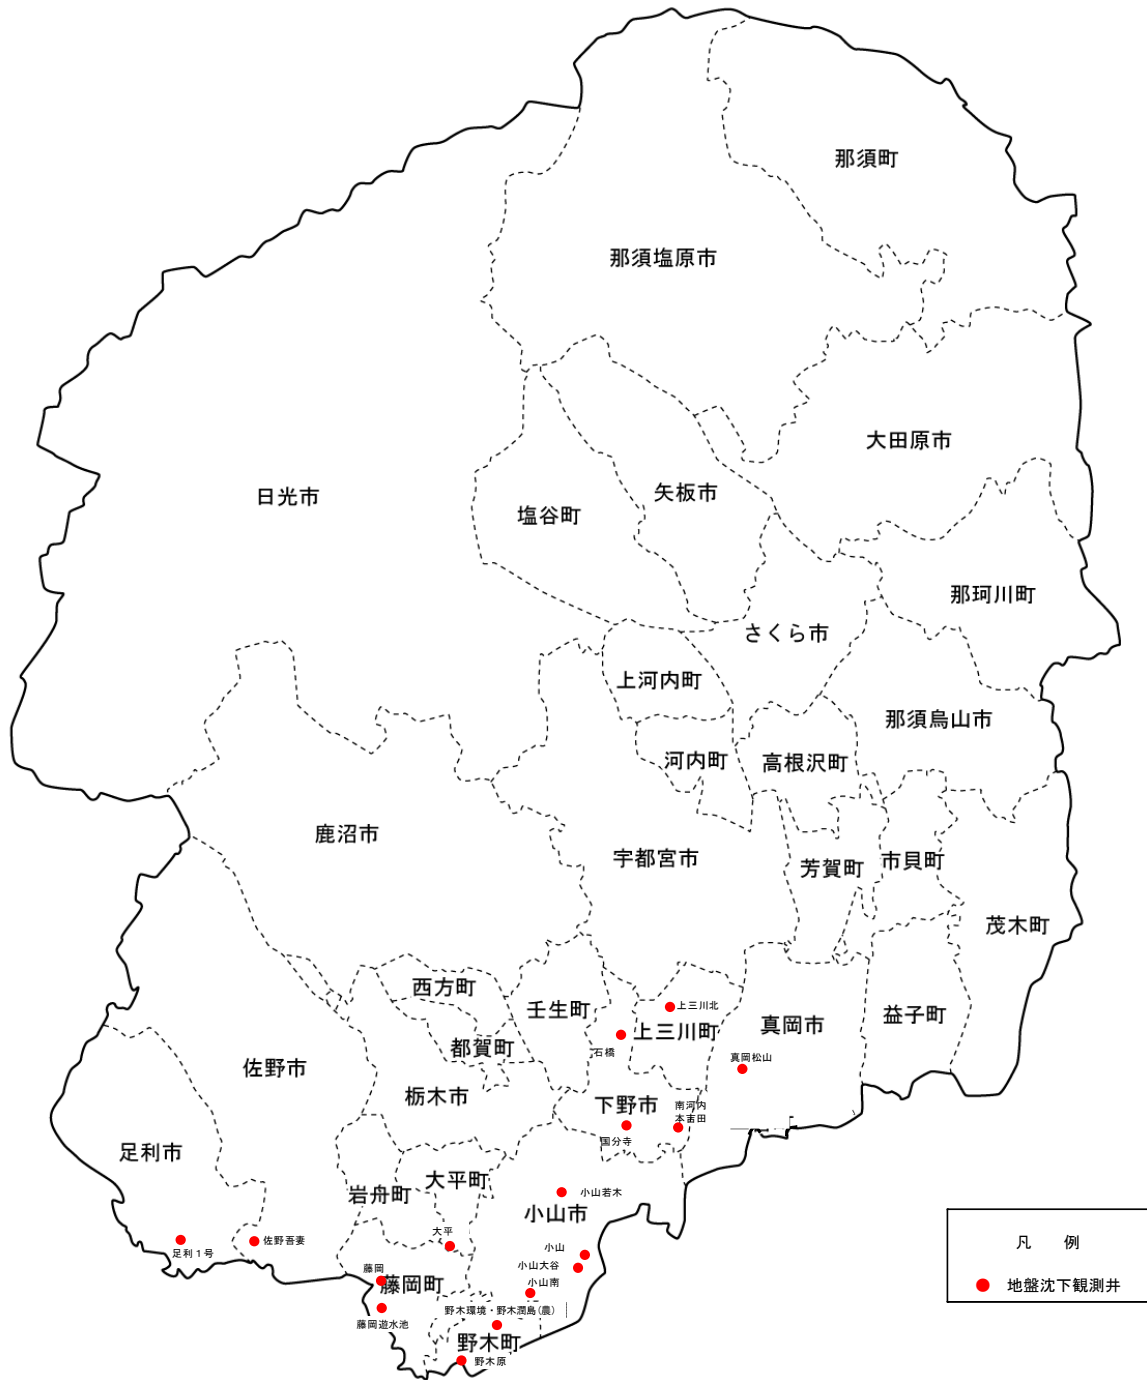 那須町
那須塩原市
大田原市
日光市
矢板市
塩谷町
那珂川町
さくら市
上河内町
那須烏山市
河内町
高根沢町
鹿沼市
宇都宮市
芳賀町
市貝町
茂木町
西方町
壬生町
上三川北
上三川町
真岡市
益子町
石橋
都賀町
佐野市
真岡松山
栃木市
下野市
南河内
本吉田
国分寺
足利市
大平町
岩舟町
小山若木
小山市
大平
足利1号
佐野吾妻
小山
小山大谷
藤岡
藤岡町
小山南
野木環境・野木潤島(農)
藤岡遊水池
野木町
野木原
凡 例
地盤沈下観測井